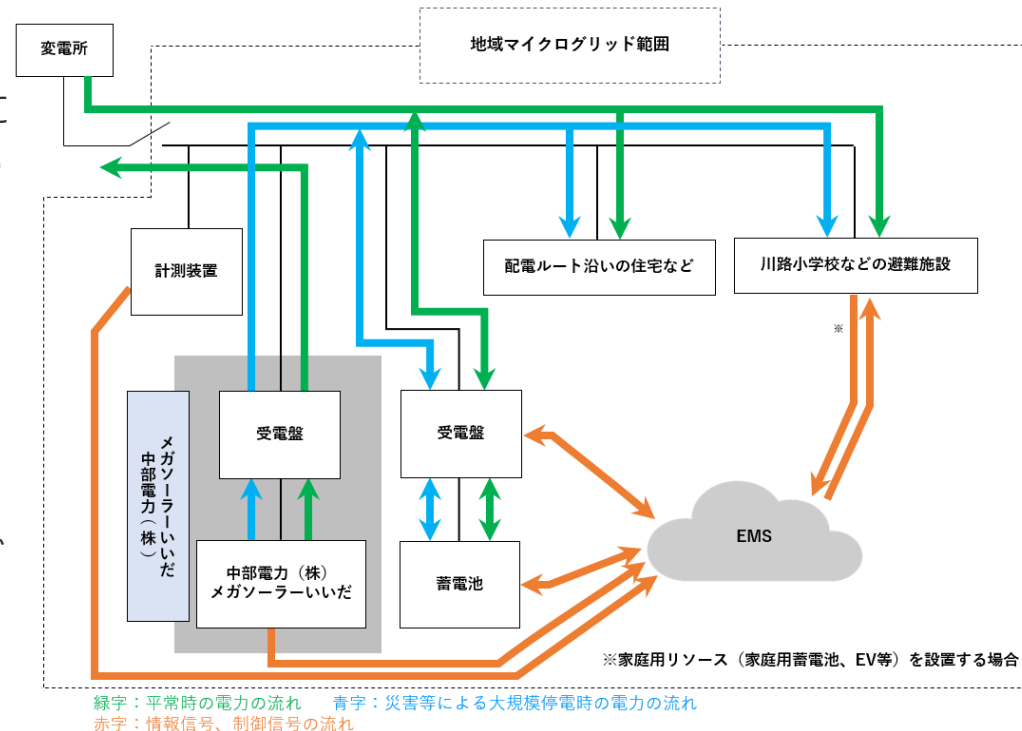 変電所
地域マイクログリッド範囲
に
計測装置
配電ルート沿いの住宅など
川路小学校などの避難施設
※
受電盤
受電盤
メガソーラーいいだ
中部電力（株）
中部電力（株）
メガソーラーいいだ
蓄電池
EMS
※家庭用リソース（家庭用蓄電池、EV等）を設置する場合
緑字：平常時の電力の流れ　青字：災害等による大規模停電時の電力の流れ
赤字：情報信号、制御信号の流れ